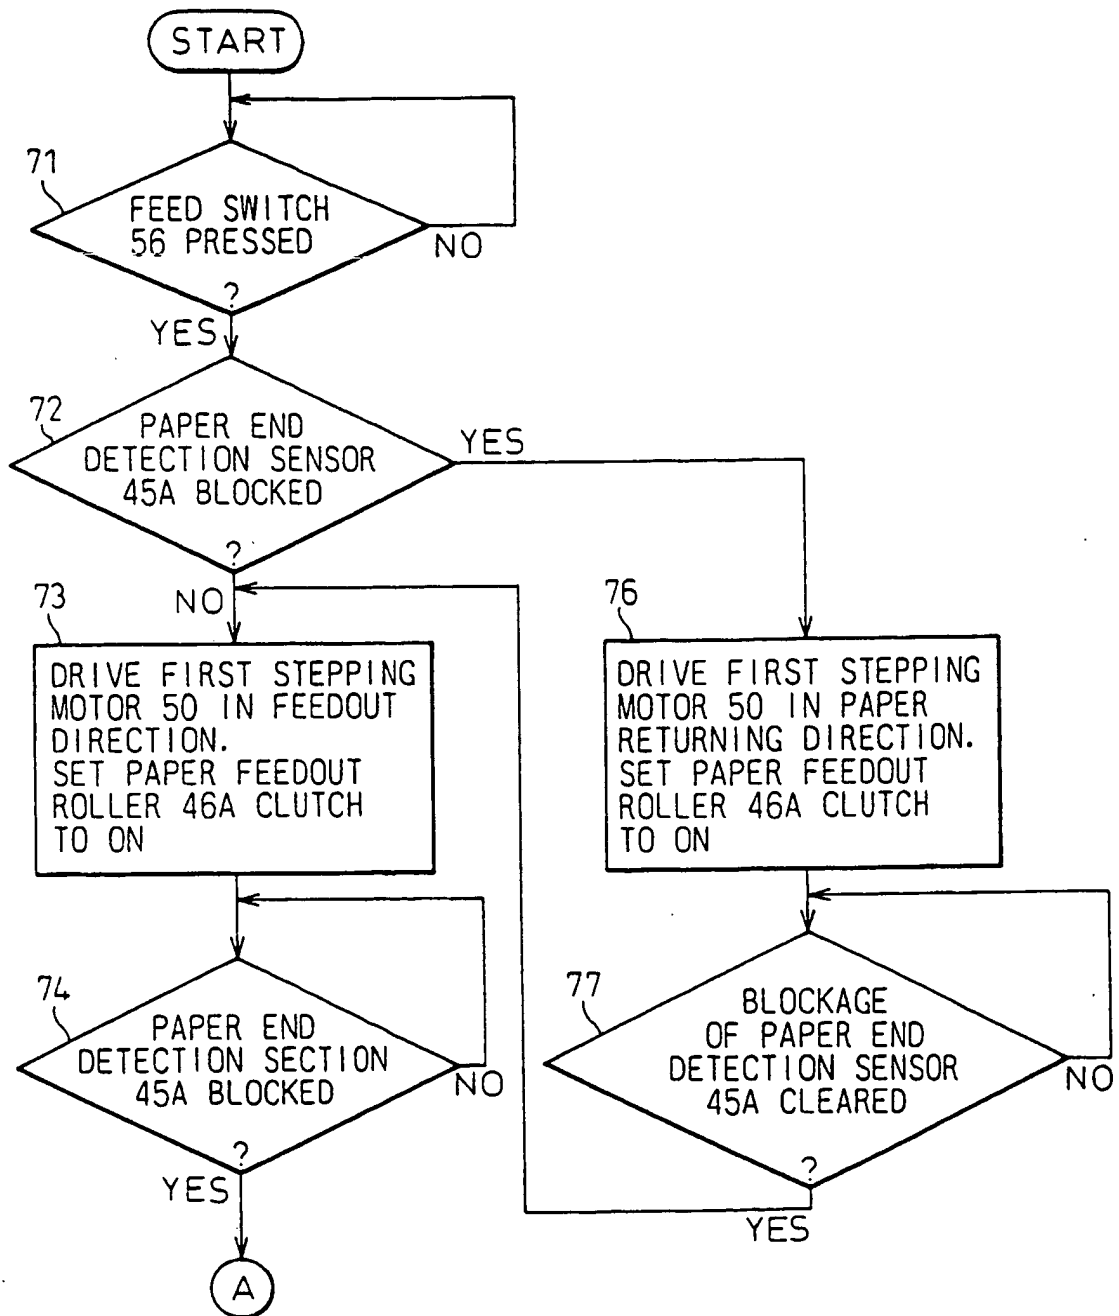 START
71
FEED SWITCH
56 PRESSED
?
NO
YES
72
PAPER END
DETECTION SENSOR
45A BLOCKED
?
YES
NO
73
DRIVE FIRST STEPPING
MOTOR 50 IN FEEDOUT
DIRECTION.
SET PAPER FEEDOUT
ROLLER 46A CLUTCH
TO ON
76
DRIVE FIRST STEPPING
MOTOR 50 IN PAPER
RETURNING DIRECTION.
SET PAPER FEEDOUT
ROLLER 46A CLUTCH
TO ON
74
PAPER END
DETECTION SECTION
45A BLOCKED
?
NO
YES
77
BLOCKAGE
OF PAPER END
DETECTION SENSOR
45A CLEARED
?
NO
YES
A